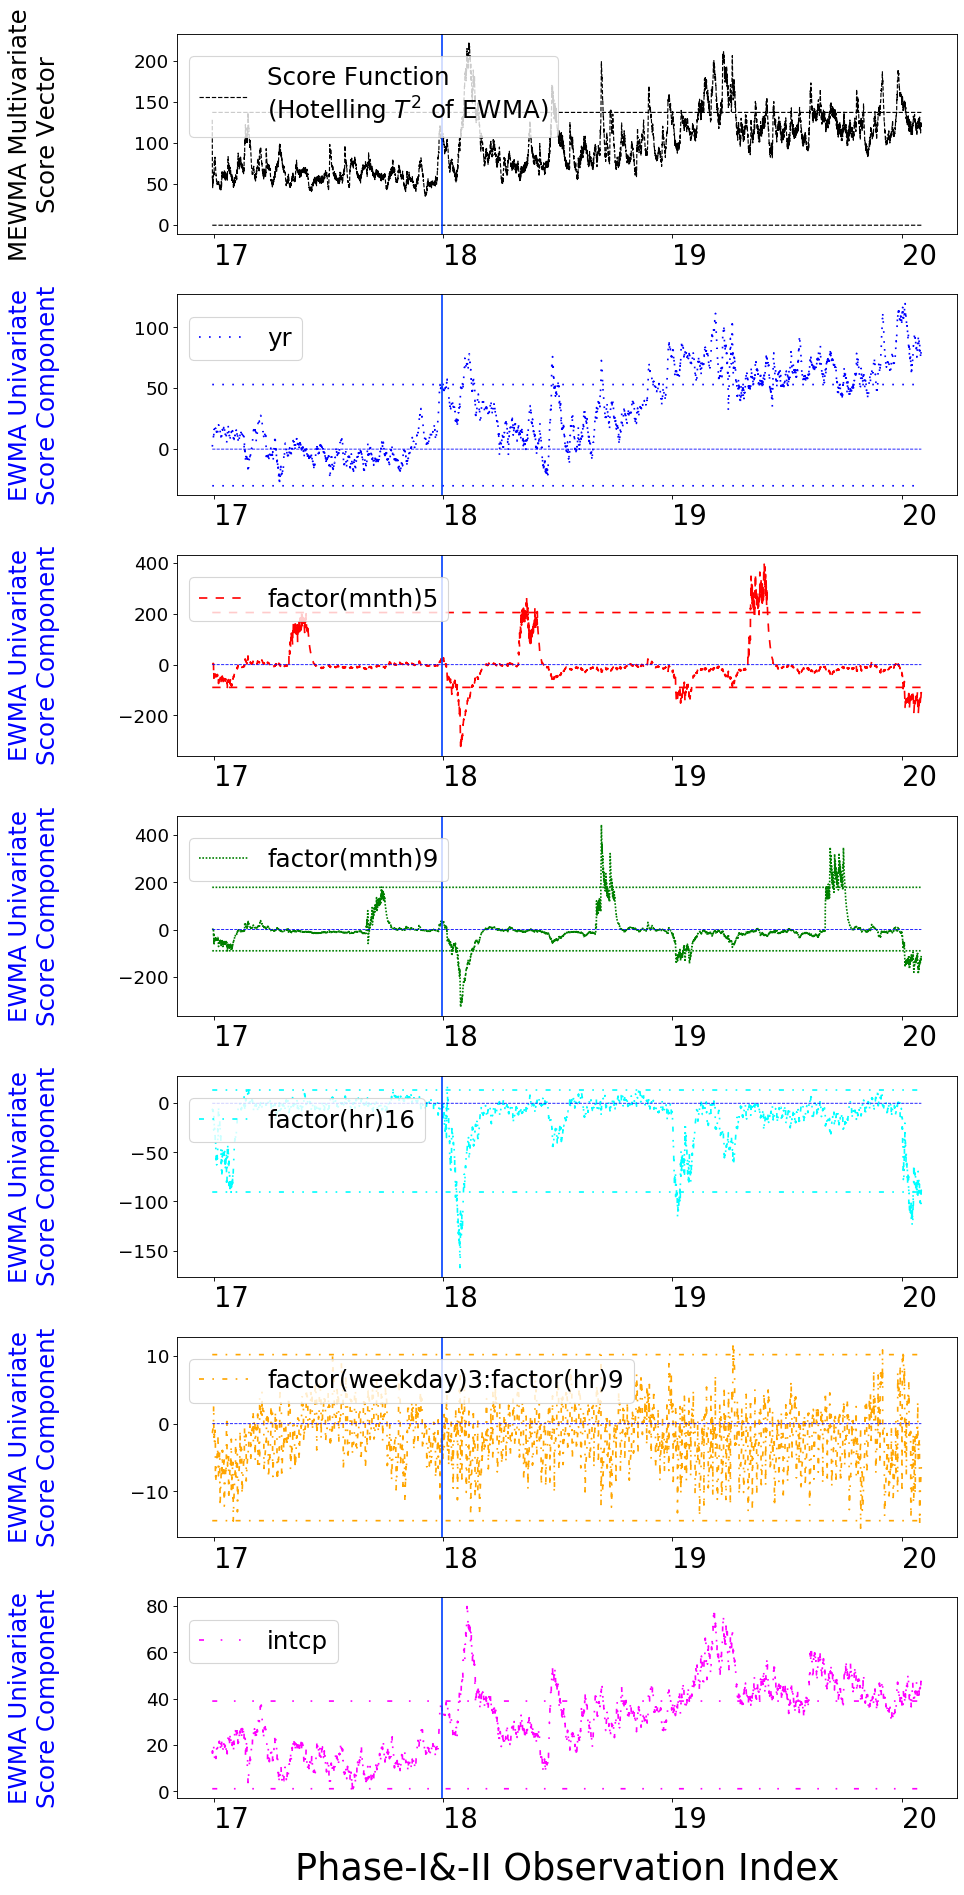 MEWMA Multivariate
Score Vector
200
150
100
50
0
Score Function
(Hotelling T² of EWMA)
17 18 19 20
EWMA Univariate
Score Component
100
50
0
yr
17 18 19 20
EWMA Univariate
Score Component
400
200
0
−200
factor(mnth)5
17 18 19 20
EWMA Univariate
Score Component
400
200
0
−200
factor(mnth)9
17 18 19 20
EWMA Univariate
Score Component
0
−50
−100
−150
factor(hr)16
17 18 19 20
EWMA Univariate
Score Component
10
0
−10
factor(weekday)3:factor(hr)9
17 18 19 20
EWMA Univariate
Score Component
80
60
40
20
0
intcp
17 18 19 20
Phase-I&-II Observation Index